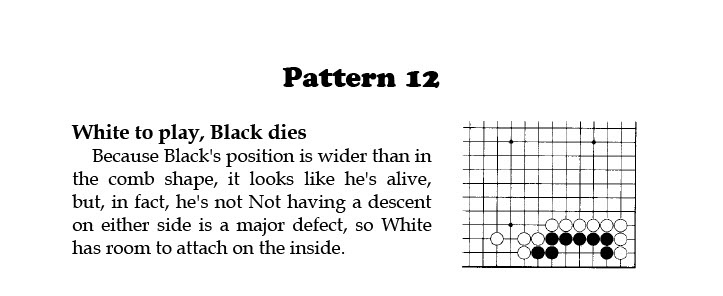 Pattern 12
White to play, Black dies
Because Black's position is wider than in
the comb shape, it looks like he's alive,
but, in fact, he's not Not having a descent
on either side is a major defect, so White
has room to attach on the inside.